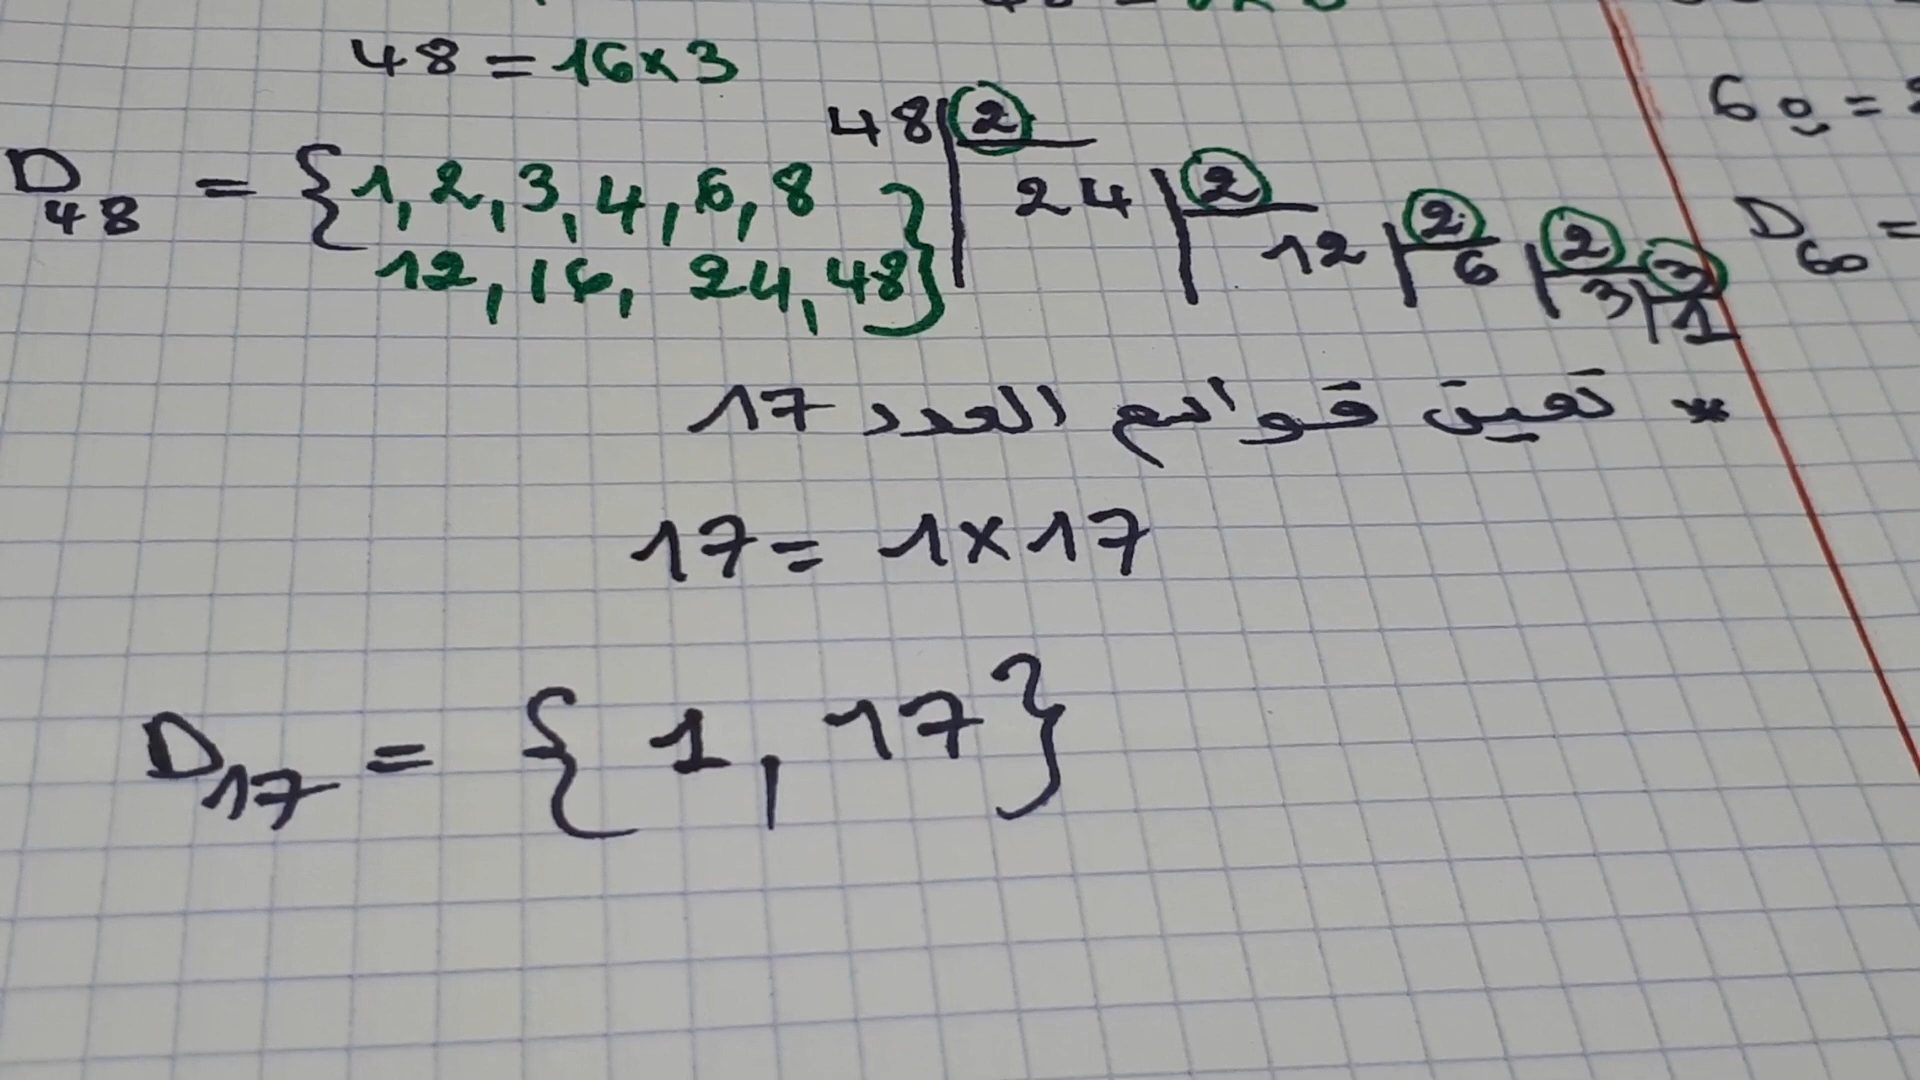 48 = 16 x 3
48 2
24 2
12 2
6 2
3 3
1
D48 = {1, 2, 3, 4, 6, 8
12, 16, 24, 48}
60 =
D60 =
* تعيين قواسم العدد 17
17 = 1 x 17
D17 = { 1 , 17 }